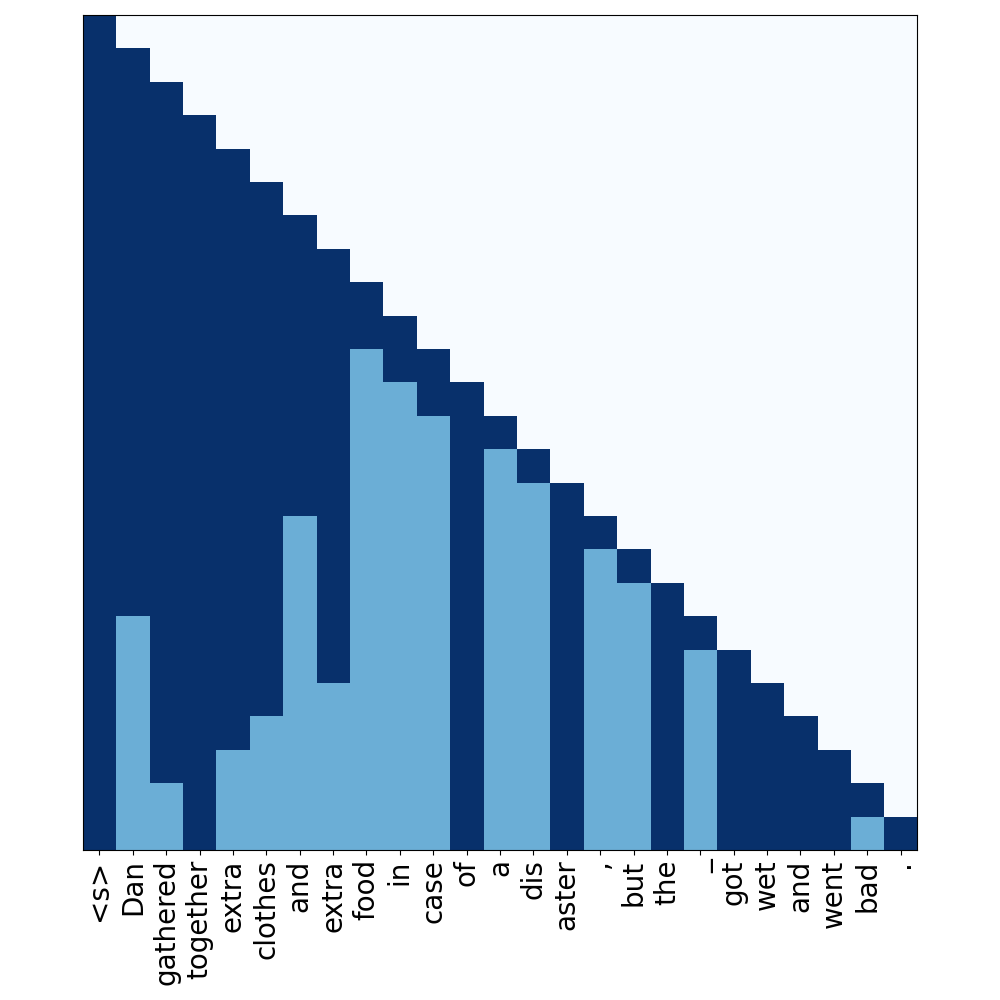 <s>
Dan
gathered
together
extra
clothes
and
extra
food
in
case
of
a
dis
aster
,
but
the
_
got
wet
and
went
bad
.